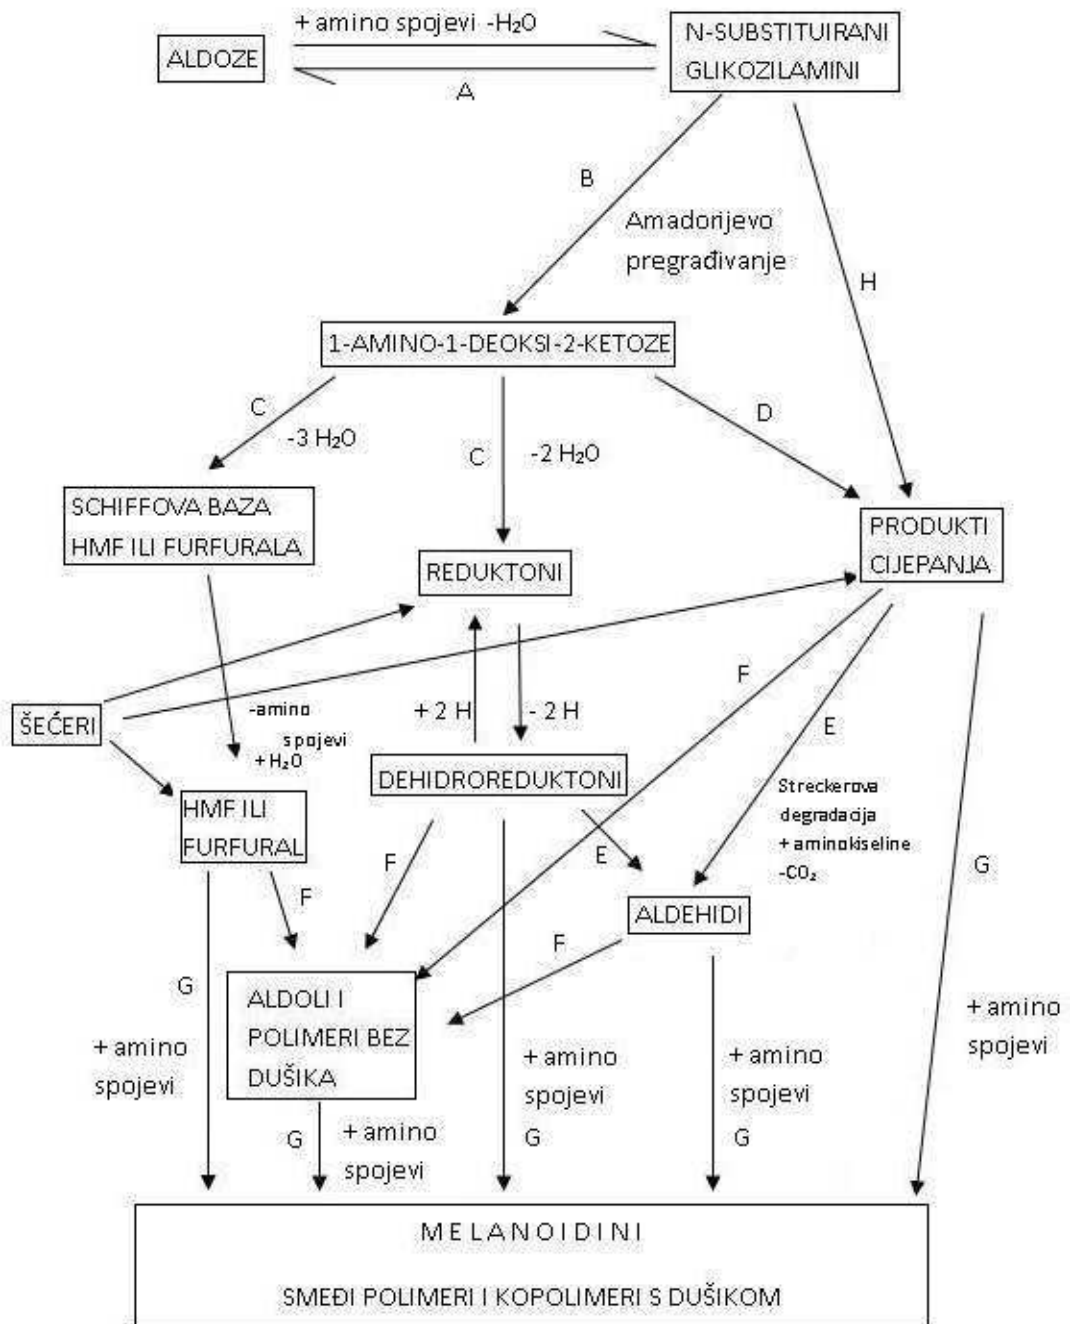 + amino spojevi -H₂O
ALDOZE
A
N-SUBSTITUIRANI
GLIKOZILAMINI
B
Amadorijevo
pregrađivanje
H
1-AMINO-1-DEOKSI-2-KETOZE
C
-3 H₂O
C
-2 H₂O
D
SCHIFFOVA BAZA
HMF ILI FURFURALA
REDUKTONI
PRODUKTI
CIJEPANJA
ŠEĆERI
-amino
spojevi
+H₂O
+ 2 H
- 2 H
F
E
DEHIDROREDUKTONI
Streckerova
degradacija
+ aminokiseline
-CO₂
HMF ILI
FURFURAL
F
F
E
G
ALDEHIDI
F
G
ALDOLI I
POLIMERI BEZ
DUŠIKA
+ amino
spojevi
G
+ amino
spojevi
+ amino
spojevi
G
+ amino
spojevi
G
+ amino
spojevi
MELANOIDINI
SMEĐI POLIMERI I KOPOLIMERI S DUŠIKOM